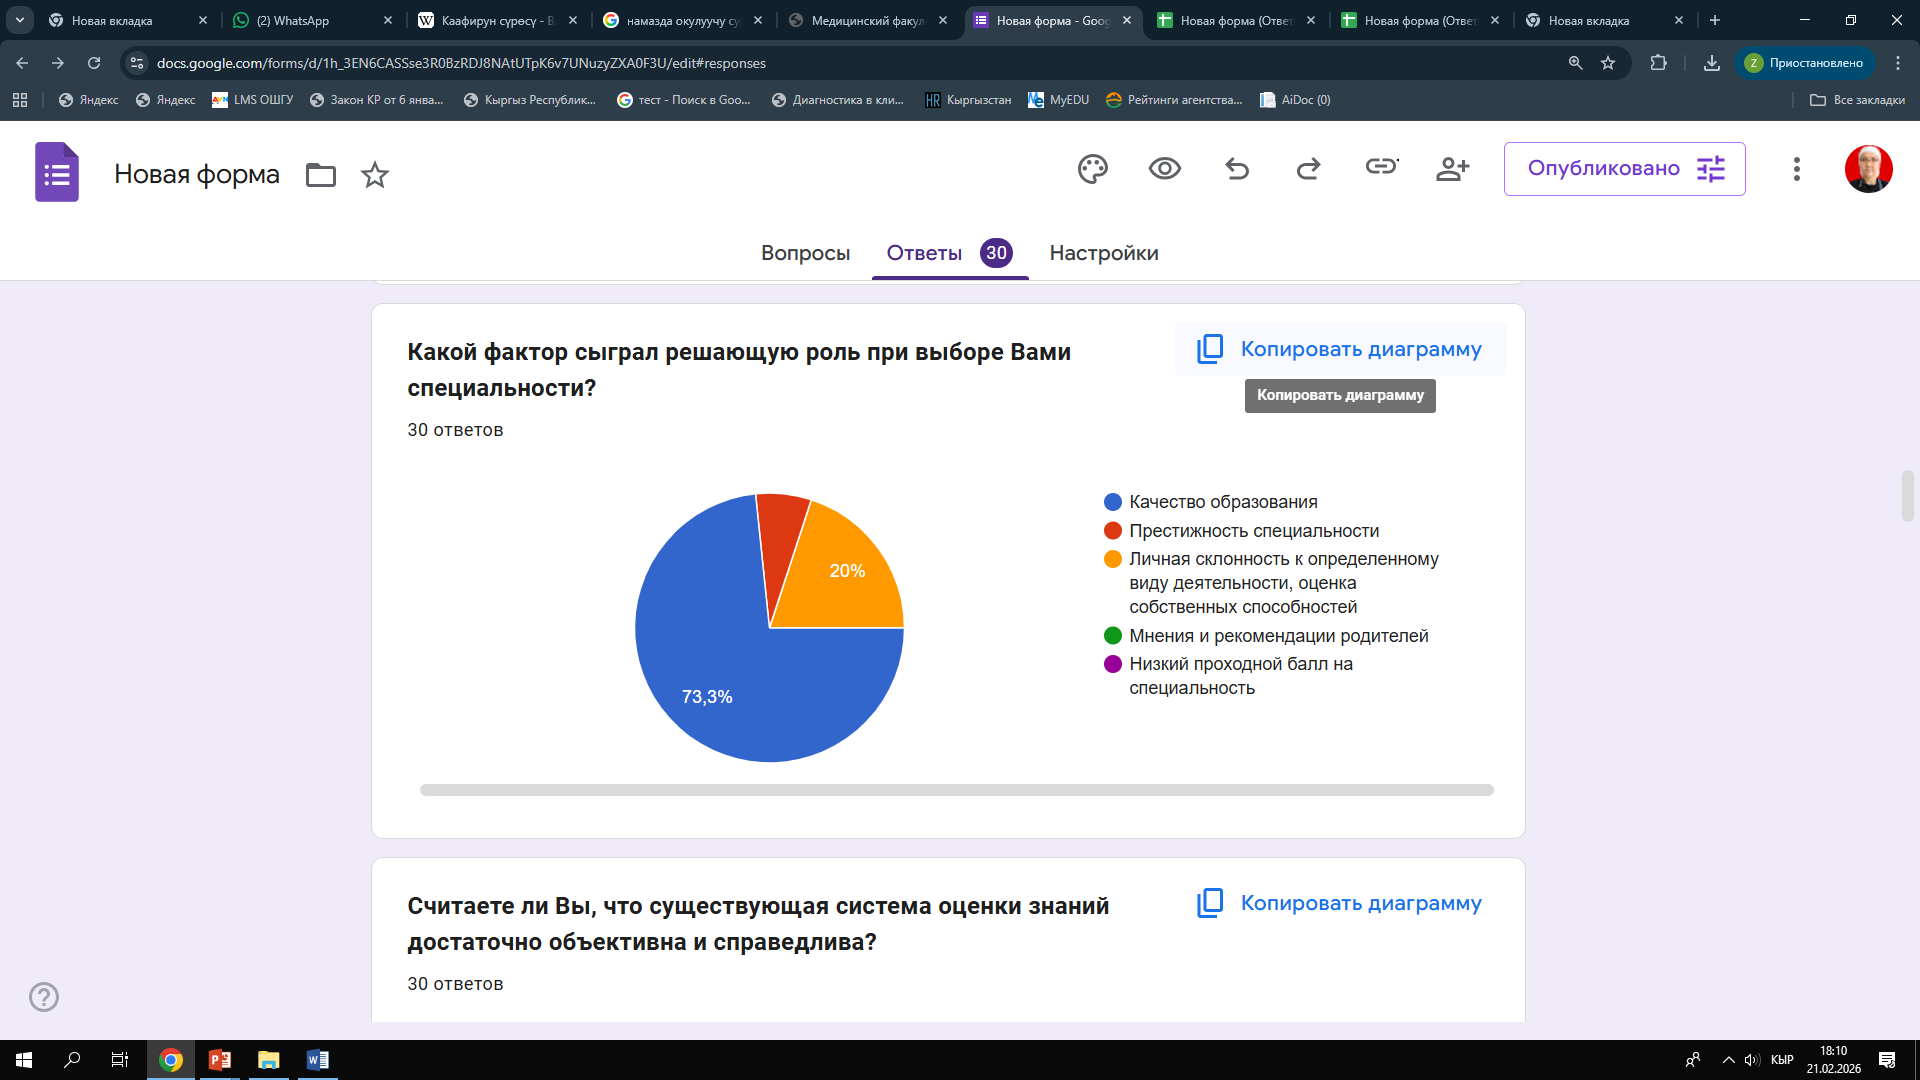 Новая вкладка
(2) WhatsApp
Каафирун сүрөсү - В
намазда окулуучу су
Медицинский факул
Новая форма - Goog
Новая форма (Ответ
Новая форма (Ответ
Новая вкладка
docs.google.com/forms/d/1h_3EN6CASSse3R0BzRDJ8NAtUTpK6v7UNuzyZXA0F3U/edit#responses
Z Приостановлено
Яндекс
Яндекс
LMS ОШГУ
Закон КР от 6 янва...
Кыргыз Республик...
тест - Поиск в Goo...
Диагностика в кли...
HR Кыргызстан
MyEDU
Рейтинги агентства...
AiDoc (0)
Все закладки
Новая форма
Опубликовано
Вопросы
Ответы 30
Настройки
Какой фактор сыграл решающую роль при выборе Вами
специальности?
Копировать диаграмму
Копировать диаграмму
30 ответов
20%
73,3%
Качество образования
Престижность специальности
Личная склонность к определенному
виду деятельности, оценка
собственных способностей
Мнения и рекомендации родителей
Низкий проходной балл на
специальность
Считаете ли Вы, что существующая система оценки знаний
достаточно объективна и справедлива?
Копировать диаграмму
30 ответов
КЫР
18:10
21.02.2026